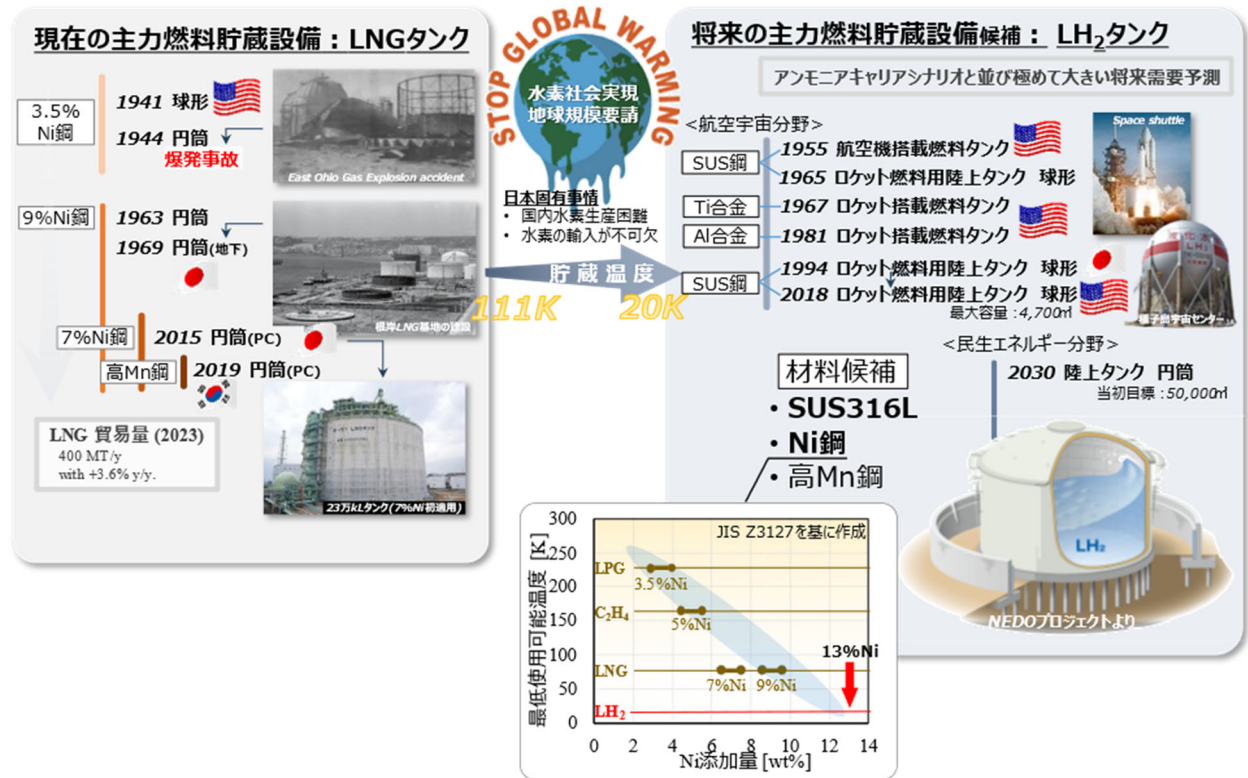 現在の主力燃料貯蔵設備：LNGタンク
3.5%
Ni鋼
1941 球形
1944 円筒
爆発事故
East Ohio Gas Explosion accident
9%Ni鋼
1963 円筒
1969 円筒(地下)
根岸LNG基地の建設
7%Ni鋼
2015 円筒(PC)
高Mn鋼
2019 円筒(PC)
LNG 貿易量 (2023)
400 MT/y
with +3.6% y/y.
23万kLタンク(7%Ni初適用)
STOP GLOBAL WARMING
水素社会実現
地球規模要請
日本固有事情
• 国内水素生産困難
• 水素の輸入が不可欠
貯蔵温度
111K
20K
将来の主力燃料貯蔵設備候補： LH₂タンク
アンモニアキャリアシナリオと並び極めて大きい将来需要予測
<航空宇宙分野>
Space shuttle
SUS鋼
1955 航空機搭載燃料タンク
1965 ロケット燃料用陸上タンク 球形
Ti合金
1967 ロケット搭載燃料タンク
Al合金
1981 ロケット搭載燃料タンク
SUS鋼
1994 ロケット燃料用陸上タンク 球形
2018 ロケット燃料用陸上タンク 球形
最大容量：4,700㎥
種子島宇宙センター
<民生エネルギー分野>
2030 陸上タンク 円筒
当初目標：50,000㎥
材料候補
・SUS316L
・Ni鋼
・高Mn鋼
LH₂
NEDOプロジェクトより
JIS Z3127を基に作成
最低使用可能温度 [K]
300
250
200
150
100
50
0
LPG
3.5%Ni
C₂H₄
5%Ni
LNG
7%Ni
9%Ni
13%Ni
LH₂
0 2 4 6 8 10 12 14
Ni添加量 [wt%]